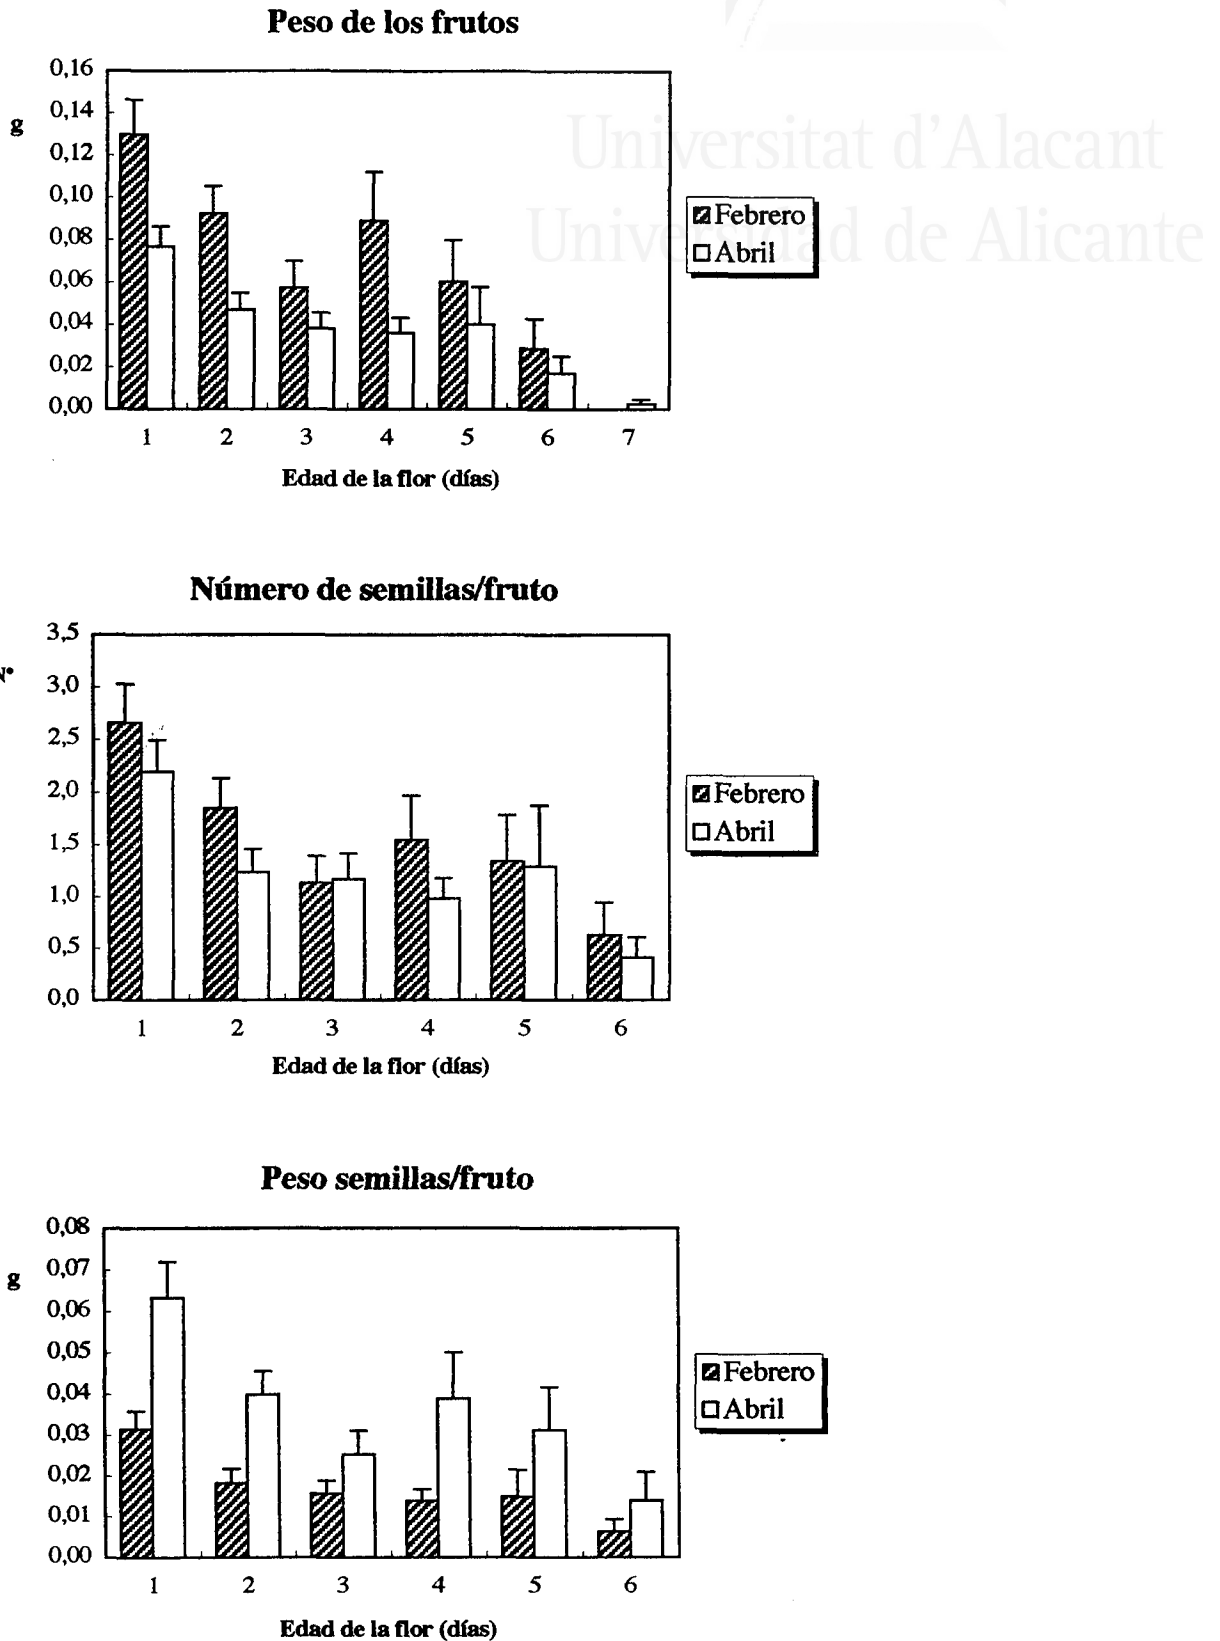 Peso de los frutos
Universitat d'Alacant
Universidad de Alicante
g
0,16
0,14
0,12
0,10
0,08
0,06
0,04
0,02
0,00
1 2 3 4 5 6 7
Edad de la flor (días)
Febrero
Abril
Número de semillas/fruto
3,5
3,0
2,5
2,0
1,5
1,0
0,5
0,0
1 2 3 4 5 6
Edad de la flor (días)
Febrero
Abril
Peso semillas/fruto
g
0,08
0,07
0,06
0,05
0,04
0,03
0,02
0,01
0,00
1 2 3 4 5 6
Edad de la flor (días)
Febrero
Abril